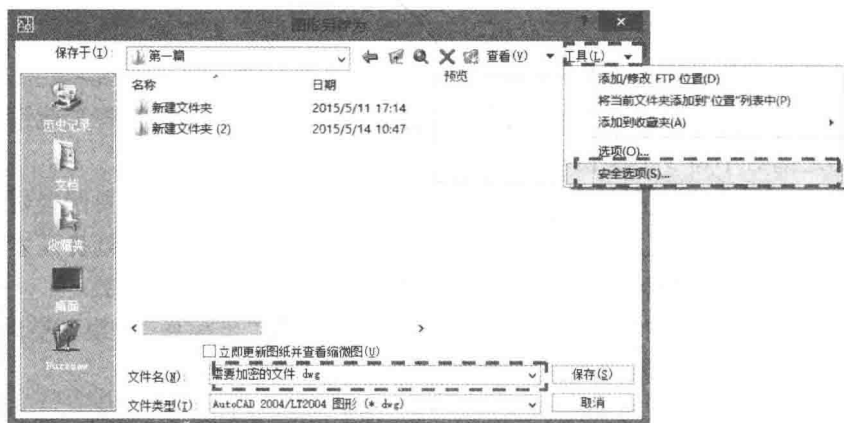 图形另存为
保存于(I): 第一篇 查看(V) 工具(L)
名称 日期 预览
新建文件夹 2015/5/11 17:14
新建文件夹 (2) 2015/5/14 10:47
历史记录
文档
收藏夹
桌面
Buzzsaw
添加/修改 FTP 位置(D)
将当前文件夹添加到“位置”列表中(P)
添加到收藏夹(A)
选项(O)...
安全选项(S)...
立即更新图纸并查看缩微图(U)
文件名(N): 需要加密的文件.dwg 保存(S)
文件类型(T): AutoCAD 2004/LT2004 图形 (*.dwg) 取消